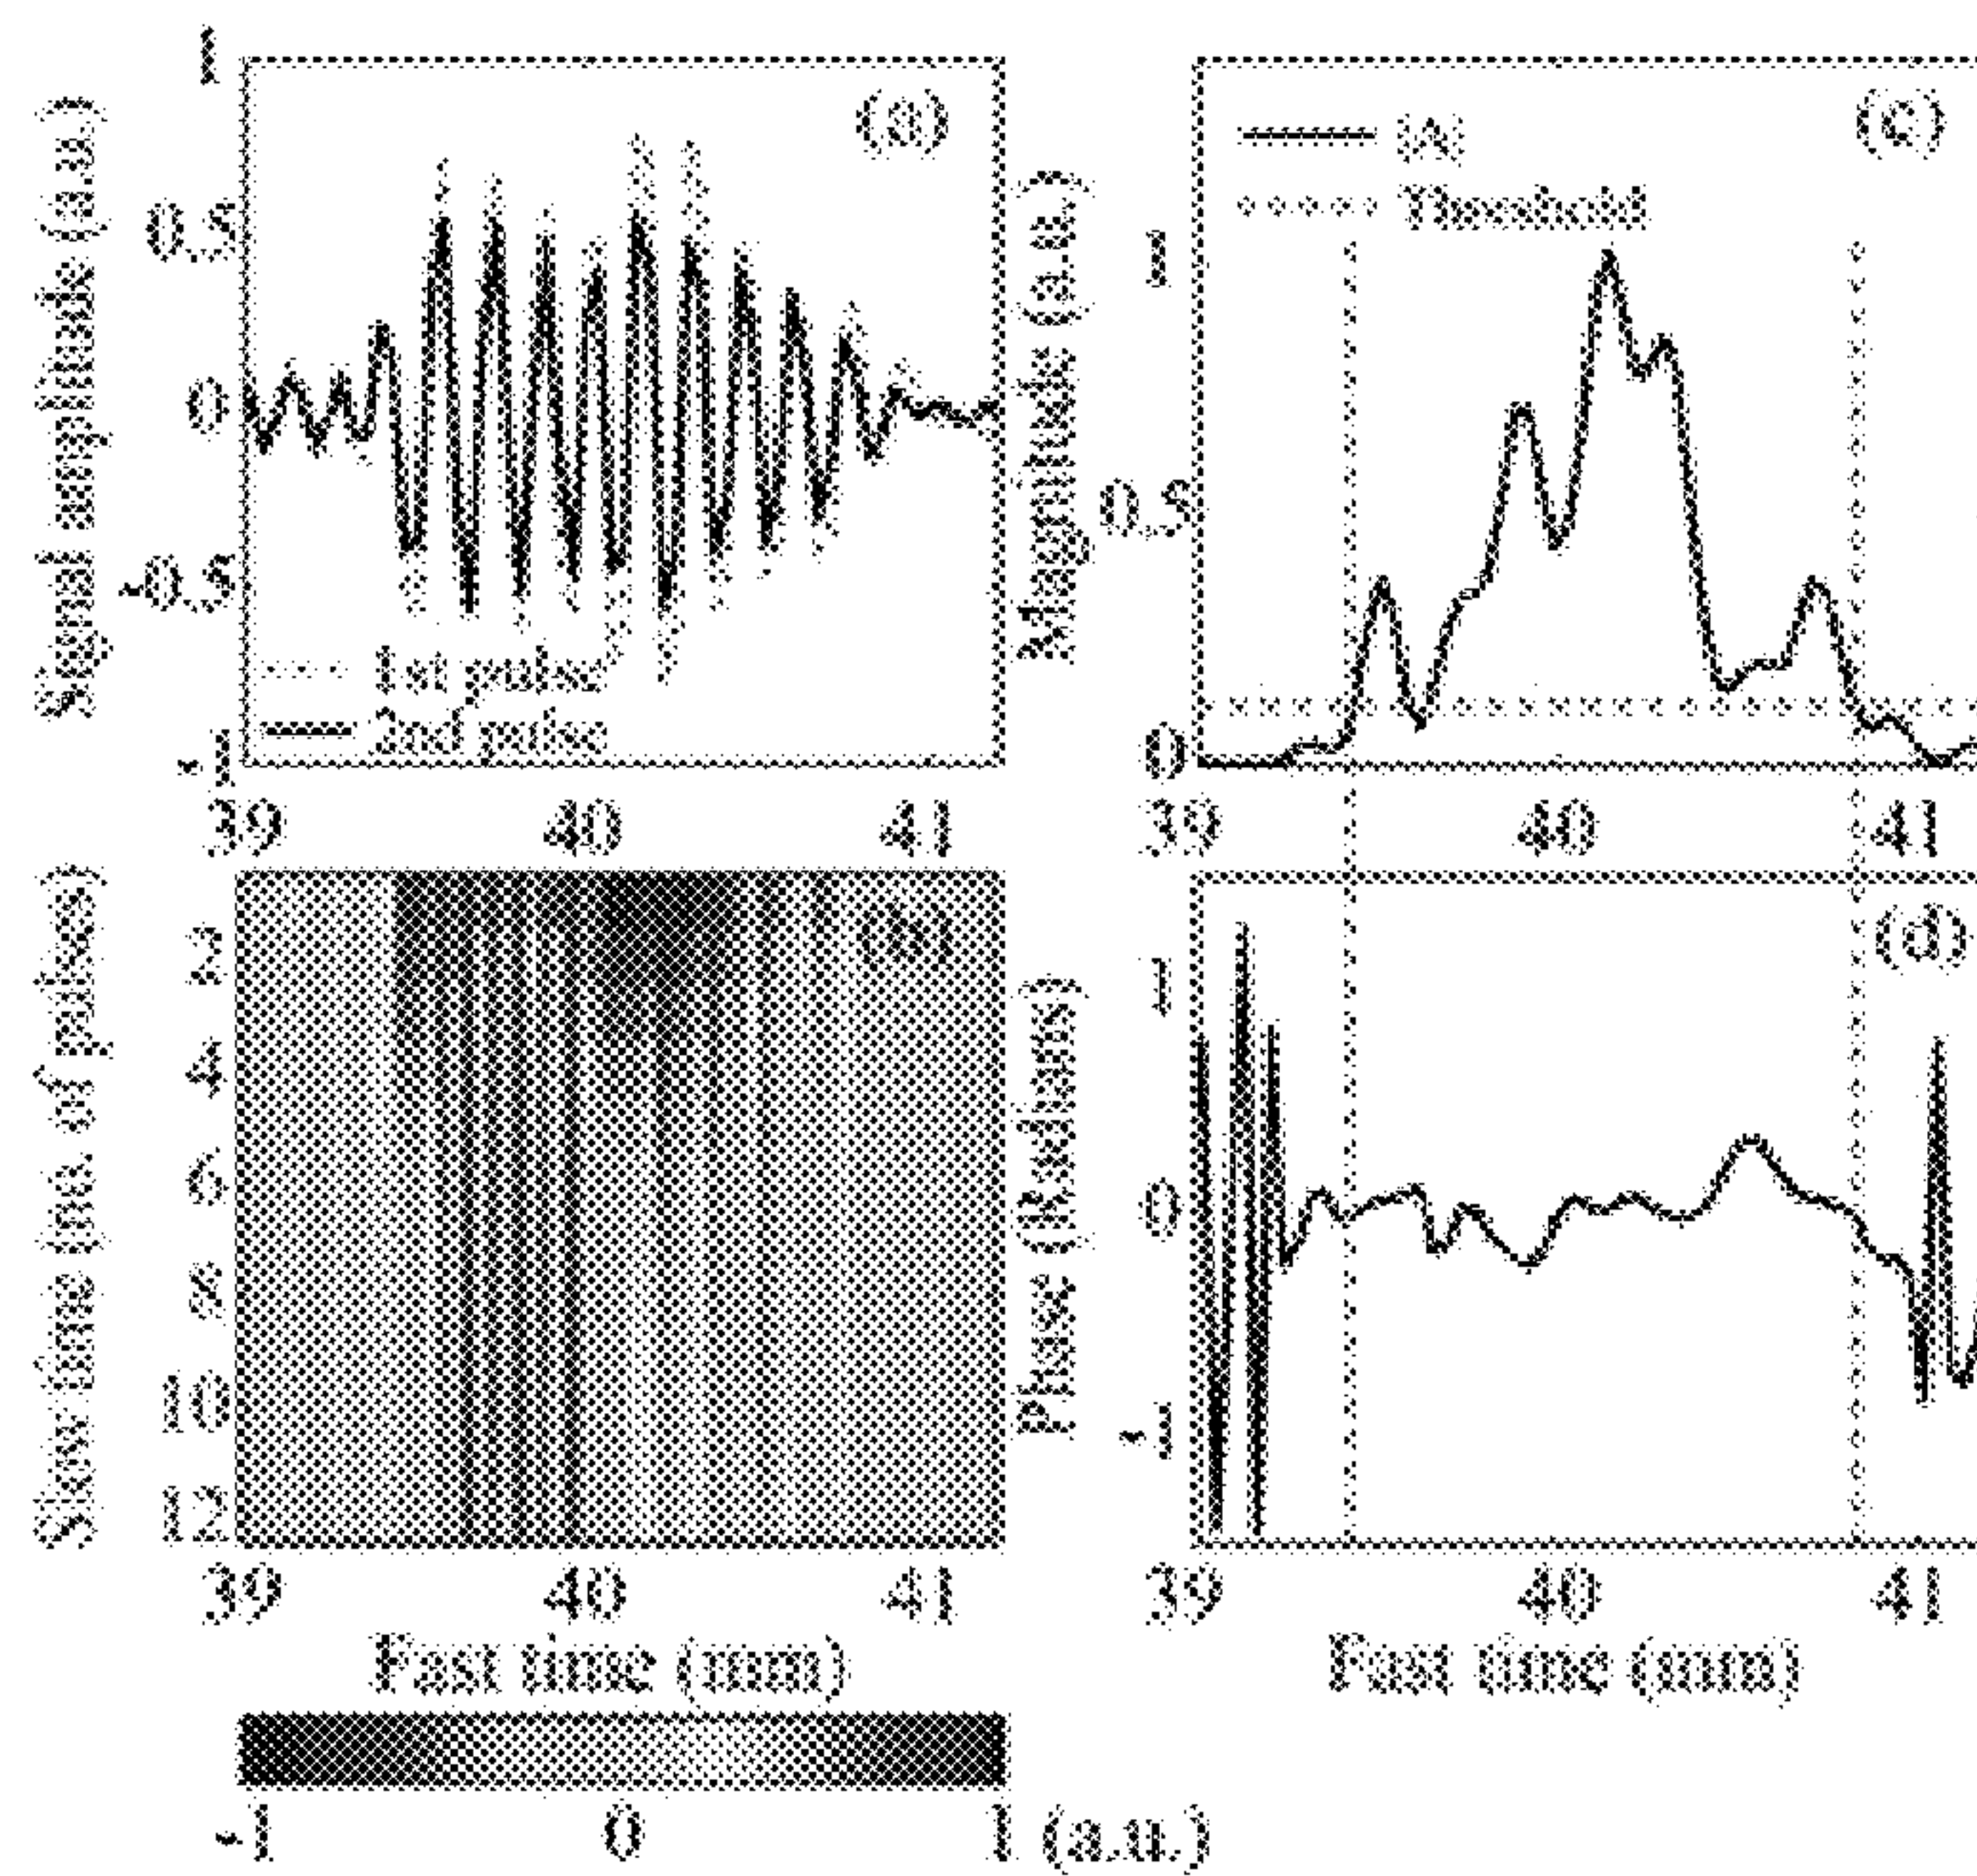 Signal amplitude (a.u.)
1
0.5
0
-0.5
-1
(a)
1st pulse
2nd pulse
39 40 41
Magnitude (a.u.)
1
0.5
0
(c)
|A|
Threshold
39 40 41
Slow time (no. of pulses)
2
4
6
8
10
12
(b)
39 40 41
Fast time (mm)
-1 0 1 (a.u.)
Phase (Radians)
1
0
-1
(d)
39 40 41
Fast time (mm)